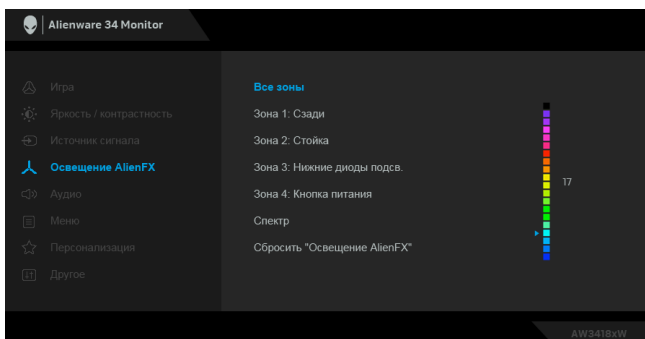 Alienware 34 Monitor
Игра
Яркость / контрастность
Источник сигнала
Освещение AlienFX
Аудио
Меню
Персонализация
Другое
Все зоны
Зона 1: Сзади
Зона 2: Стойка
Зона 3: Нижние диоды подсв.
Зона 4: Кнопка питания
Спектр
Сбросить "Освещение AlienFX"
17
AW3418xW